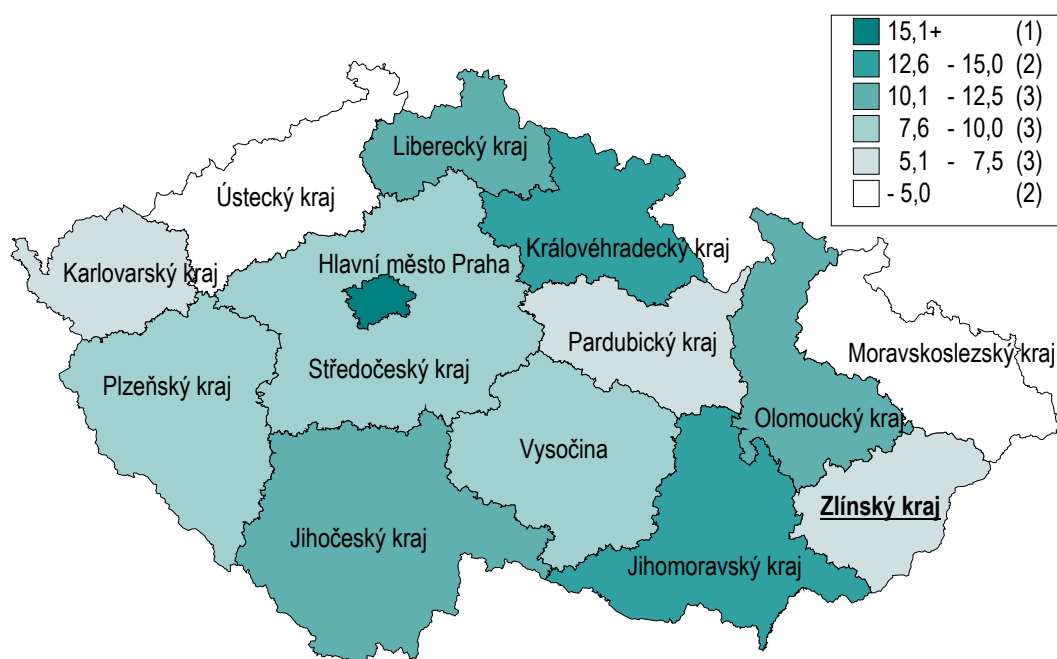 15,1+ (1)
12,6 - 15,0 (2)
10,1 - 12,5 (3)
7,6 - 10,0 (3)
5,1 - 7,5 (3)
- 5,0 (2)
Liberecký kraj
Ústecký kraj
Královéhradecký kraj
Karlovarský kraj
Hlavní město Praha
Pardubický kraj
Moravskoslezský kraj
Plzeňský kraj
Středočeský kraj
Olomoucký kraj
Vysočina
Zlínský kraj
Jihočeský kraj
Jihomoravský kraj